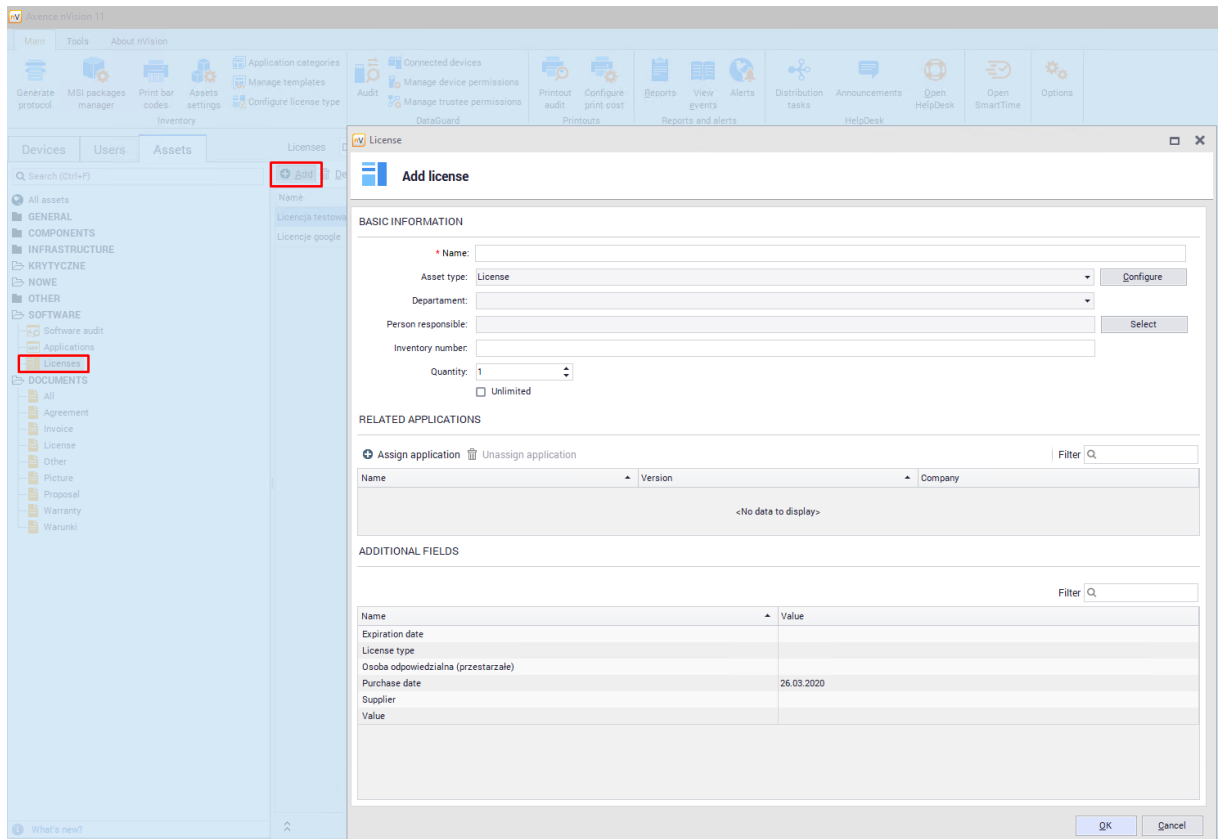 nV Axence nVision 11
Main Tools About nVision
Generate protocol
MSI packages manager
Print bar codes
Assets settings
Application categories
Manage templates
Configure license type
Inventory
Audit
Connected devices
Manage device permissions
Manage trustee permissions
DataGuard
Printout audit
Configure print cost
Printouts
Reports
View events
Alerts
Reports and alerts
Distribution tasks
Announcements
Open HelpDesk
HelpDesk
Open SmartTime
Options
Devices Users Assets
Search (Ctrl+F)
All assets
GENERAL
COMPONENTS
INFRASTRUCTURE
KRYTYCZNE
NOWE
OTHER
SOFTWARE
Software audit
Applications
Licenses
DOCUMENTS
All
Agreement
Invoice
License
Other
Picture
Proposal
Warranty
Warunki
What's new?
Licenses D
Add De
Name
Licencja testowa
Licencje google
nV License
Add license
BASIC INFORMATION
* Name:
Asset type: License Configure
Departament:
Person responsible: Select
Inventory number:
Quantity: 1
Unlimited
RELATED APPLICATIONS
Assign application Unassign application Filter
Name Version Company
<No data to display>
ADDITIONAL FIELDS
Filter
Name Value
Expiration date
License type
Osoba odpowiedzialna (przestarzałe)
Purchase date 26.03.2020
Supplier
Value
OK Cancel